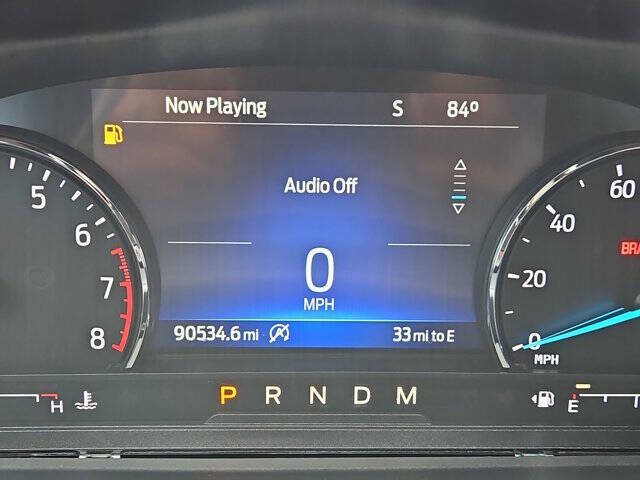 Now Playing S 84°
Audio Off
5
6
7
8
0
MPH
90534.6 mi
33 mi to E
60
40
20
0
MPH
BRA
H
P R N D M
E